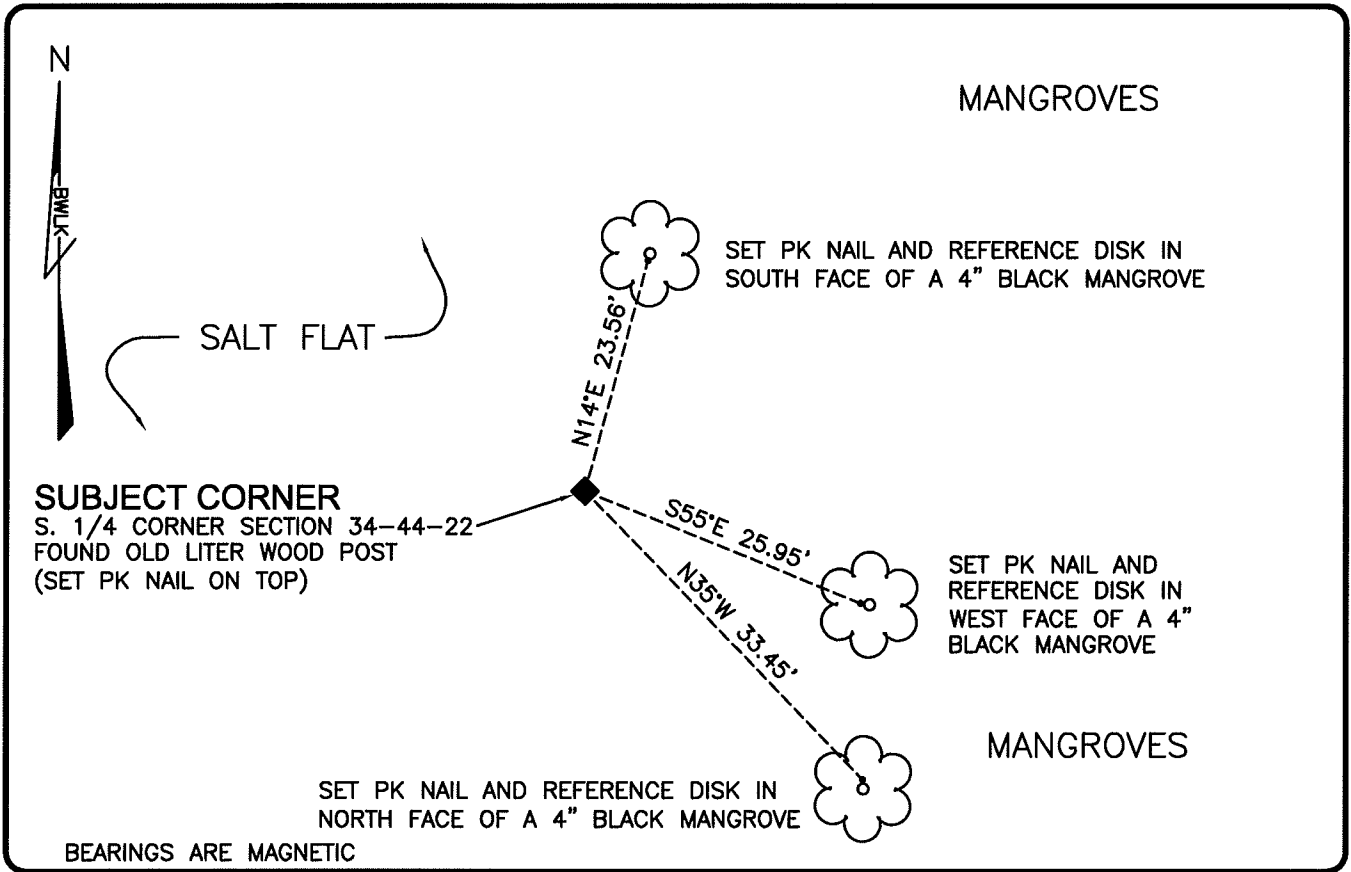 N
MANGROVES
BWLK
SET PK NAIL AND REFERENCE DISK IN
SOUTH FACE OF A 4" BLACK MANGROVE
SALT FLAT
N14°E 23.56'
SUBJECT CORNER
S. 1/4 CORNER SECTION 34-44-22
FOUND OLD LITER WOOD POST
(SET PK NAIL ON TOP)
S55°E 25.95'
SET PK NAIL AND
REFERENCE DISK IN
WEST FACE OF A 4"
BLACK MANGROVE
N35°W 33.45'
MANGROVES
SET PK NAIL AND REFERENCE DISK IN
NORTH FACE OF A 4" BLACK MANGROVE
BEARINGS ARE MAGNETIC